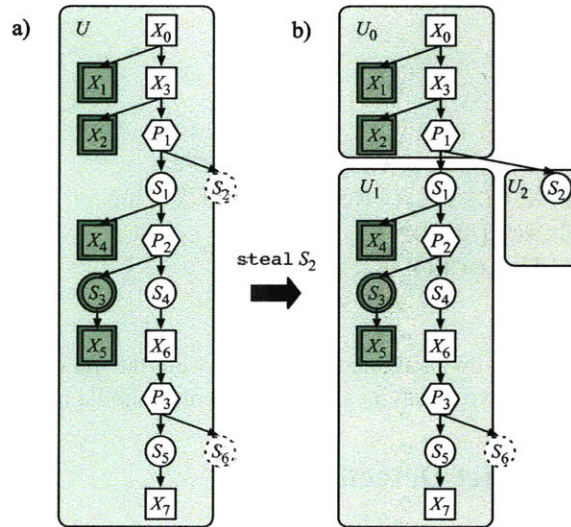 a) U X₀ b) U₀ X₀
X₁ X₃ X₁ X₃
X₂ P₁ X₂ P₁
S₁ S₂ U₁ S₁ U₂ S₂
X₄ P₂ X₄ P₂
steal S₂
S₃ S₄ S₃ S₄
X₅ X₆ X₅ X₆
P₃ P₃
S₅ S₆ S₅ S₆
X₇ X₇